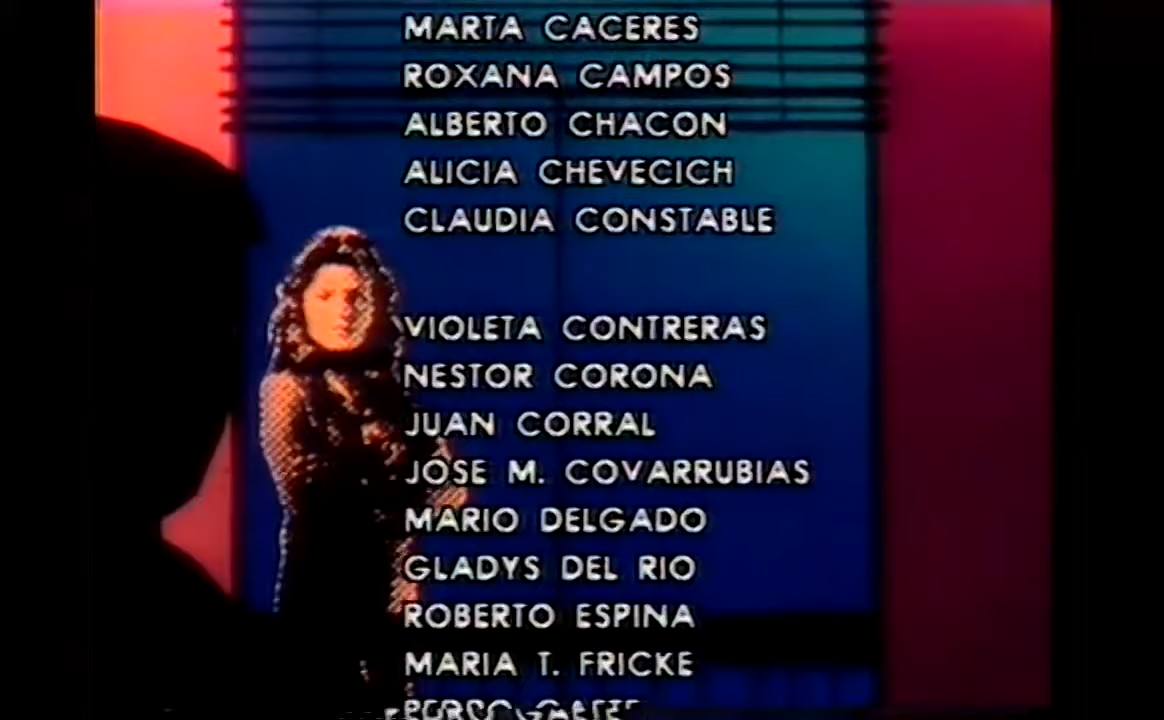 MARTA CACERES
ROXANA CAMPOS
ALBERTO CHACON
ALICIA CHEVECICH
CLAUDIA CONSTABLE
VIOLETA CONTRERAS
NESTOR CORONA
JUAN CORRAL
JOSE M. COVARRUBIAS
MARIO DELGADO
GLADYS DEL RIO
ROBERTO ESPINA
MARIA T. FRICKE